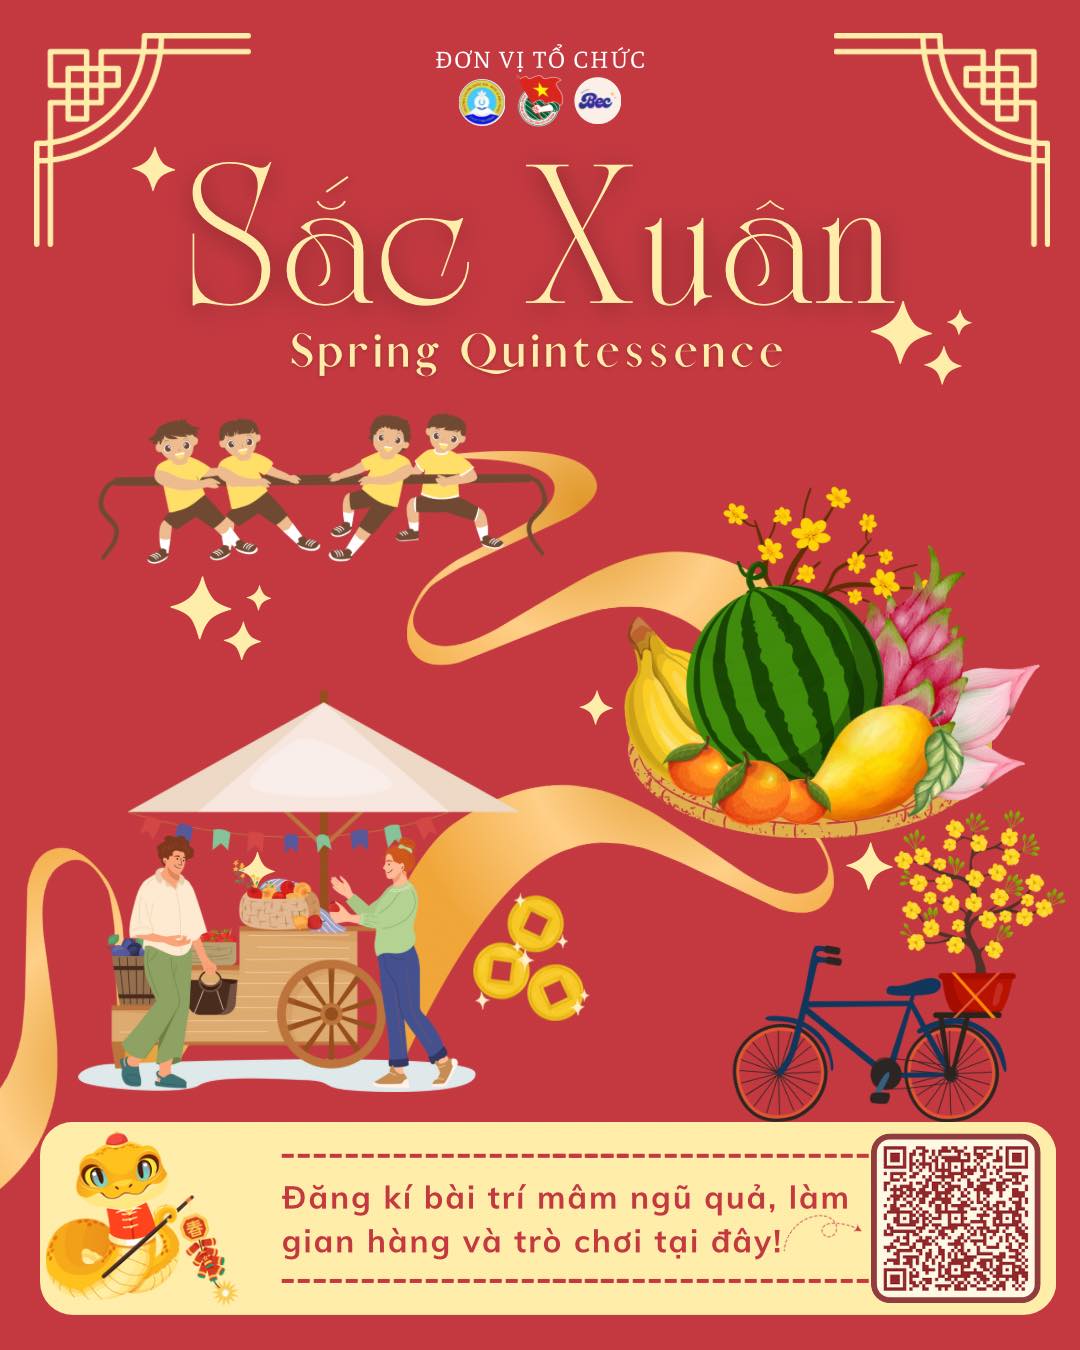 ĐƠN VỊ TỔ CHỨC
Bec
Sắc Xuân
Spring Quintessence
春
Đăng kí bài trí mâm ngũ quả, làm
gian hàng và trò chơi tại đây!